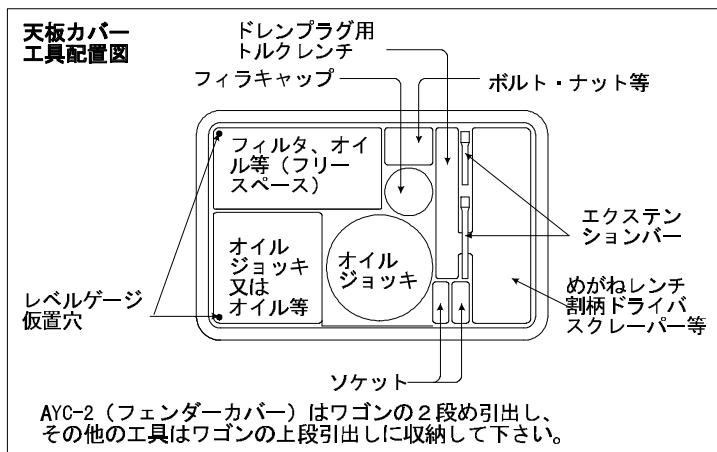 天板カバー
工具配置図
ドレンプラグ用
トルクレンチ
フィラキャップ
ボルト・ナット等
フィルタ、オイ
ル等（フリー
スペース）
オイル
ジョッキ
又は
オイル等
オイル
ジョッキ
エクステン
ションバー
レベルゲージ
仮置穴
めがねレンチ
割柄ドライバ
スクレーパー等
ソケット
AYC-2（フェンダーカバー）はワゴンの２段め引出し、
その他の工具はワゴンの上段引出しに収納して下さい。